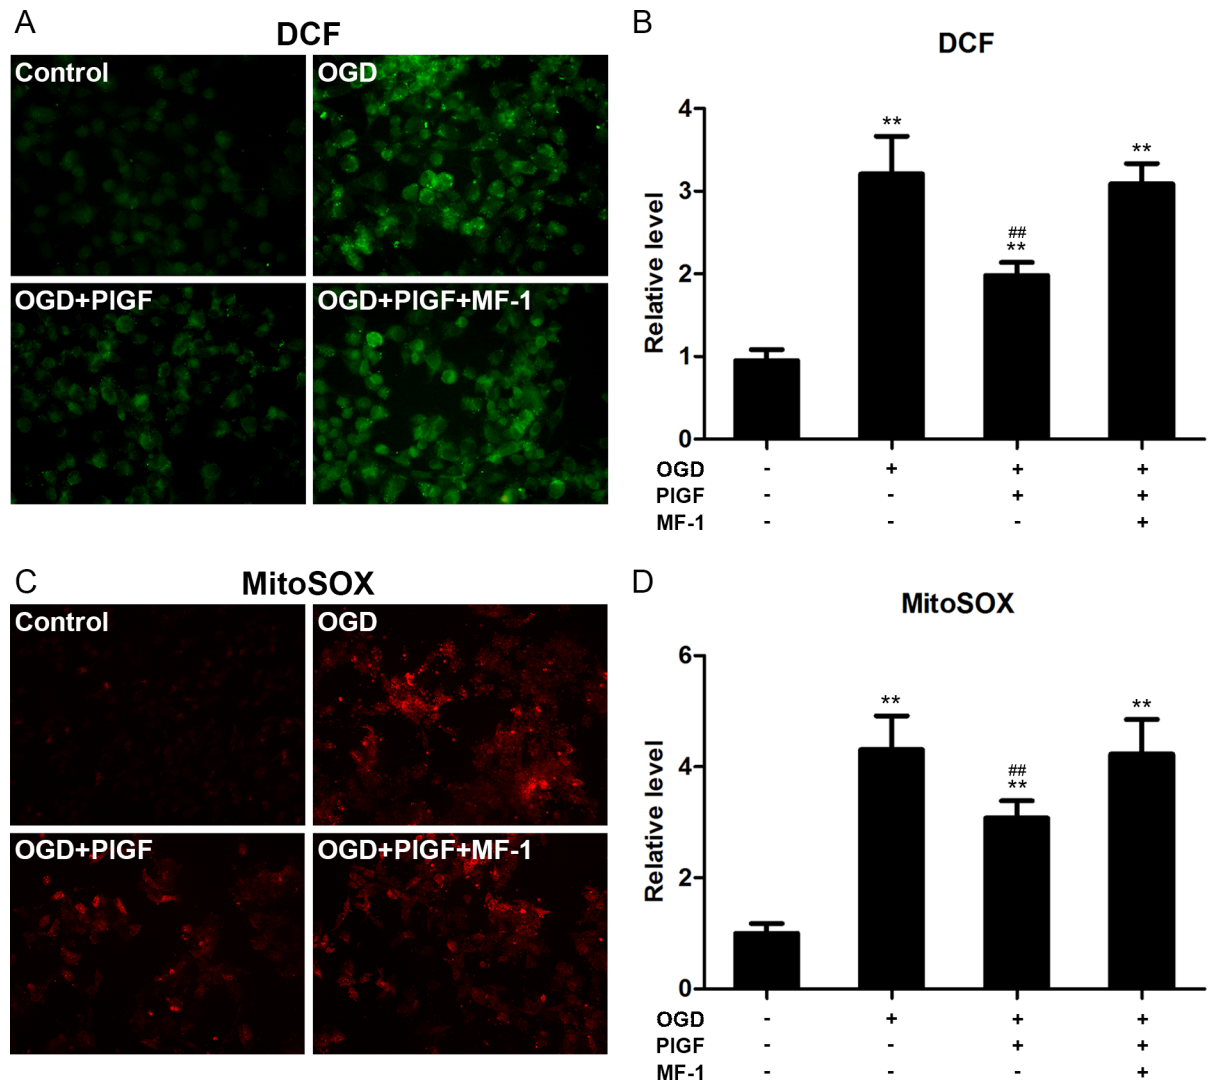 A
DCF
Control
OGD
OGD+PlGF
OGD+PlGF+MF-1
B
DCF
Relative level
4
3
2
1
0
**
##
**
**
OGD - + + +
PlGF - - + +
MF-1 - - - +
C
MitoSOX
Control
OGD
OGD+PlGF
OGD+PlGF+MF-1
D
MitoSOX
Relative level
6
4
2
0
**
##
**
**
OGD - + + +
PlGF - - + +
MF-1 - - - +